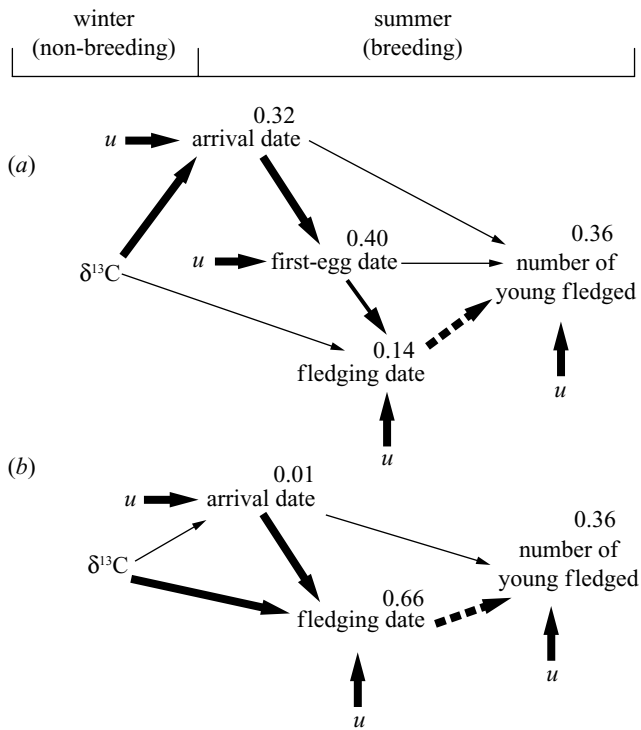 winter
(non-breeding)
summer
(breeding)
(a)
0.32
u
arrival date
0.40
u
first-egg date
0.36
number of
young fledged
δ¹³C
0.14
fledging date
u
u
(b)
0.01
u
arrival date
0.36
number of
young fledged
δ¹³C
0.66
fledging date
u
u